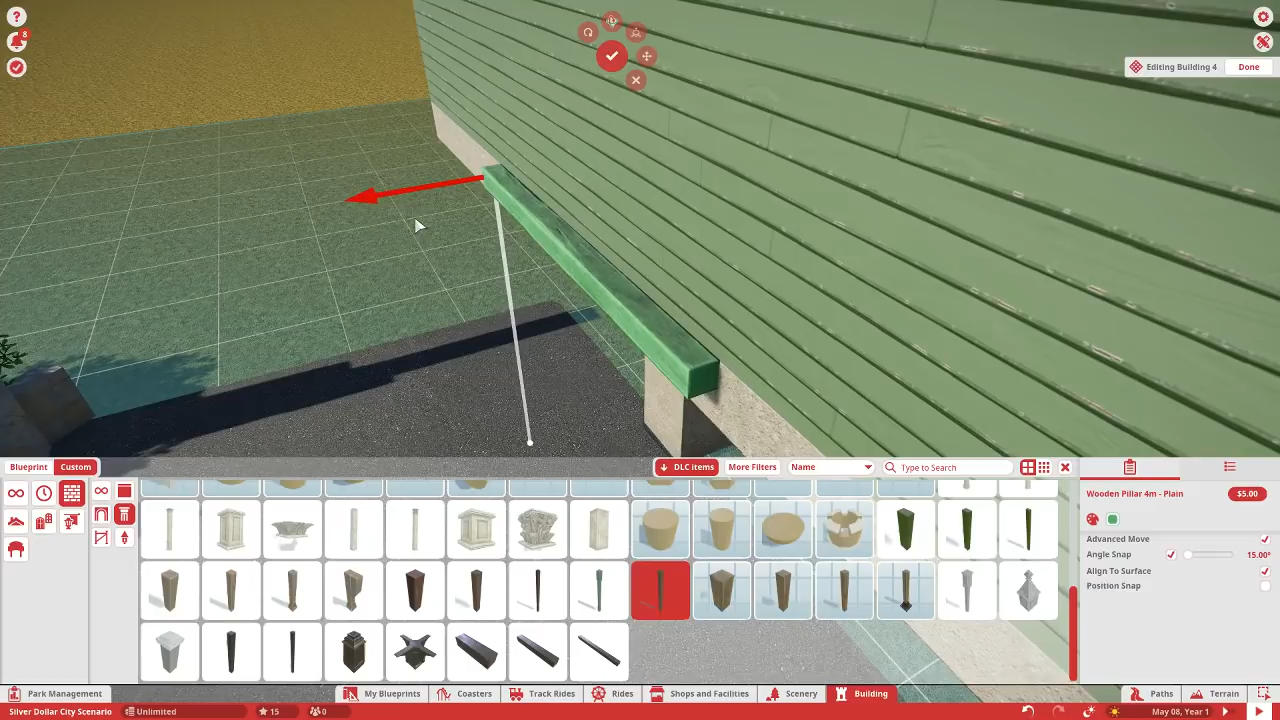 ?
8
Editing Building 4 Done
Blueprint Custom DLC items More Filters Name Type to Search
Wooden Pillar 4m - Plain $5.00
Advanced Move
Angle Snap 15.00°
Align To Surface
Position Snap
Park Management My Blueprints Coasters Track Rides Rides Shops and Facilities Scenery Building Paths Terrain
Silver Dollar City Scenario Unlimited 15 0 May 08, Year 1